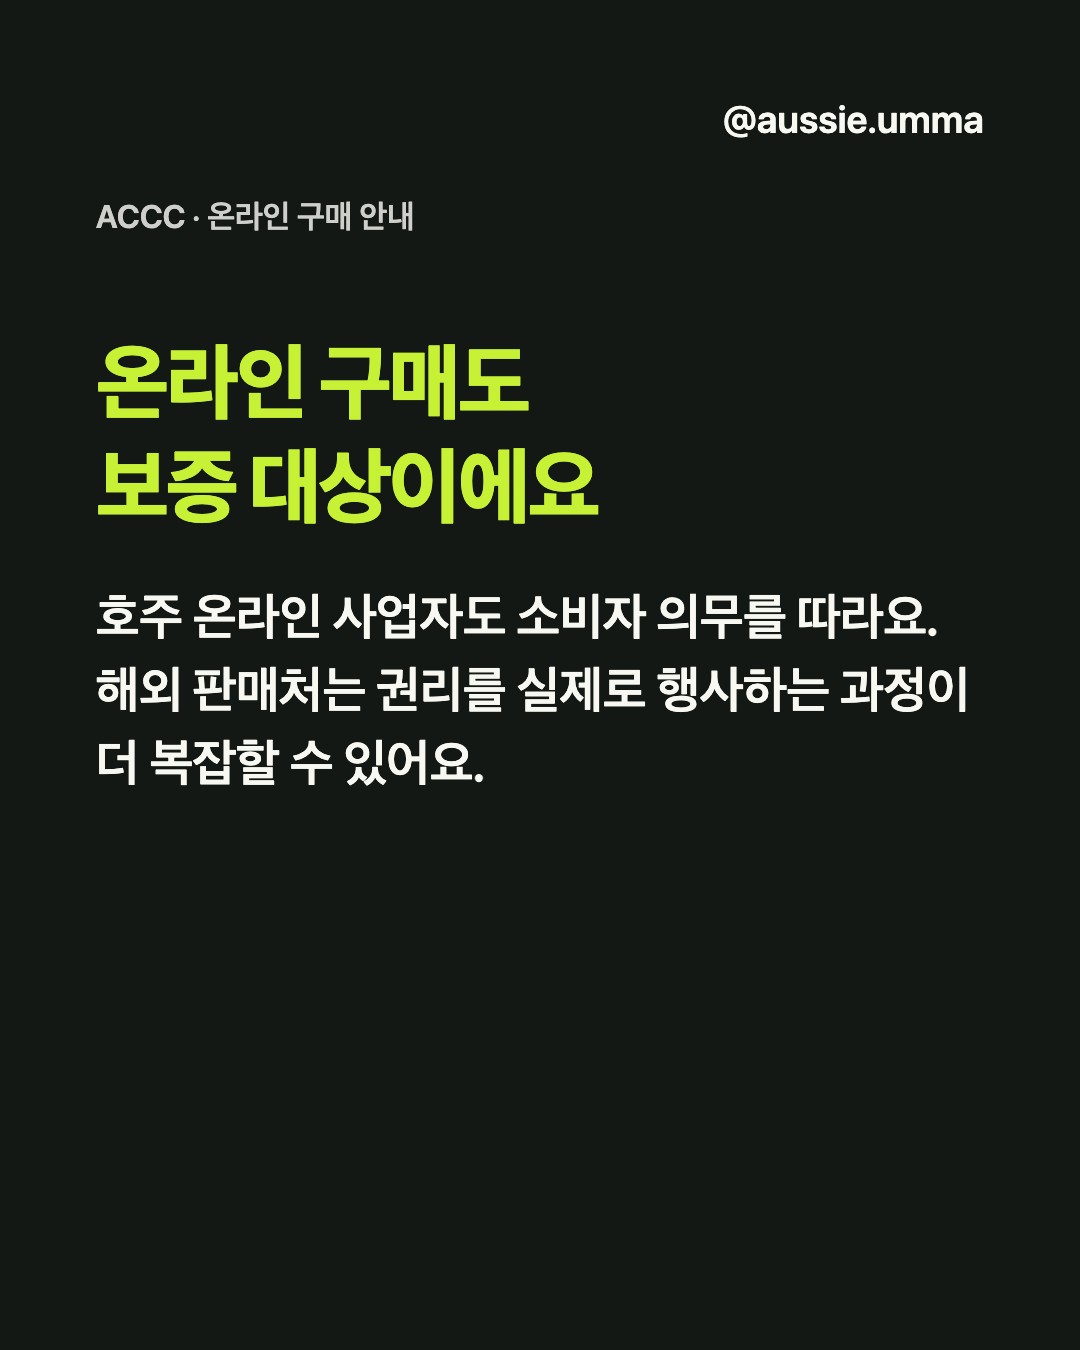 @aussie.umma
ACCC · 온라인 구매 안내
온라인 구매도
보증 대상이에요
호주 온라인 사업자도 소비자 의무를 따라요.
해외 판매처는 권리를 실제로 행사하는 과정이
더 복잡할 수 있어요.